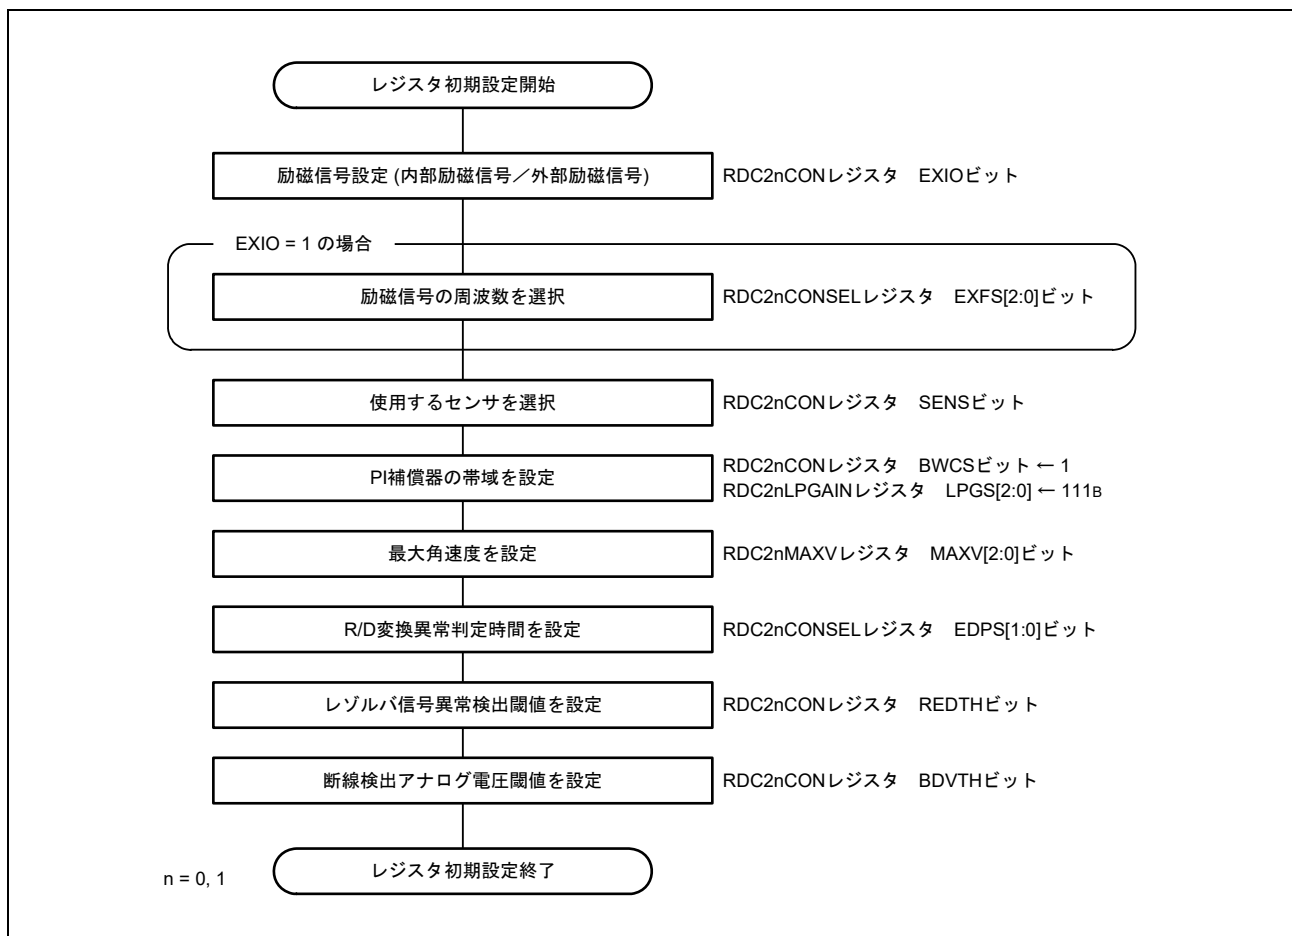 レジスタ初期設定開始
励磁信号設定 (内部励磁信号／外部励磁信号) RDC2nCONレジスタ　EXIOビット
EXIO = 1 の場合
励磁信号の周波数を選択 RDC2nCONSELレジスタ　EXFS[2:0]ビット
使用するセンサを選択 RDC2nCONレジスタ　SENSビット
PI補償器の帯域を設定 RDC2nCONレジスタ　BWCSビット ← 1
RDC2nLPGAINレジスタ　LPGS[2:0] ← 111B
最大角速度を設定 RDC2nMAXVレジスタ　MAXV[2:0]ビット
R/D変換異常判定時間を設定 RDC2nCONSELレジスタ　EDPS[1:0]ビット
レゾルバ信号異常検出閾値を設定 RDC2nCONレジスタ　REDTHビット
断線検出アナログ電圧閾値を設定 RDC2nCONレジスタ　BDVTHビット
レジスタ初期設定終了
n = 0, 1